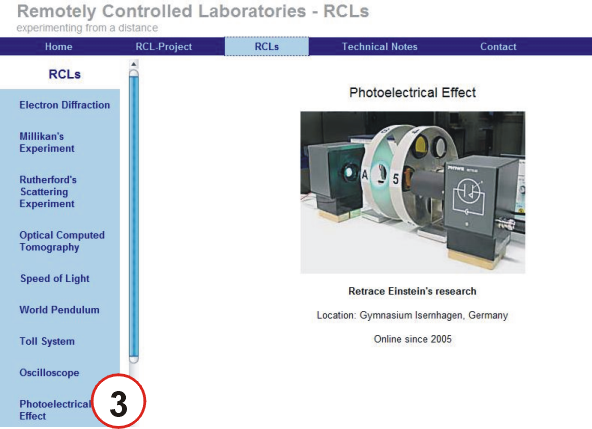 Remotely Controlled Laboratories - RCLs
experimenting from a distance
Home RCL-Project RCLs Technical Notes Contact
RCLs
Electron Diffraction
Millikan's
Experiment
Rutherford's
Scattering
Experiment
Optical Computed
Tomography
Speed of Light
World Pendulum
Toll System
Oscilloscope
Photoelectrical
Effect
3
Photoelectrical Effect
A
5
Retrace Einstein's research
Location: Gymnasium Isernhagen, Germany
Online since 2005